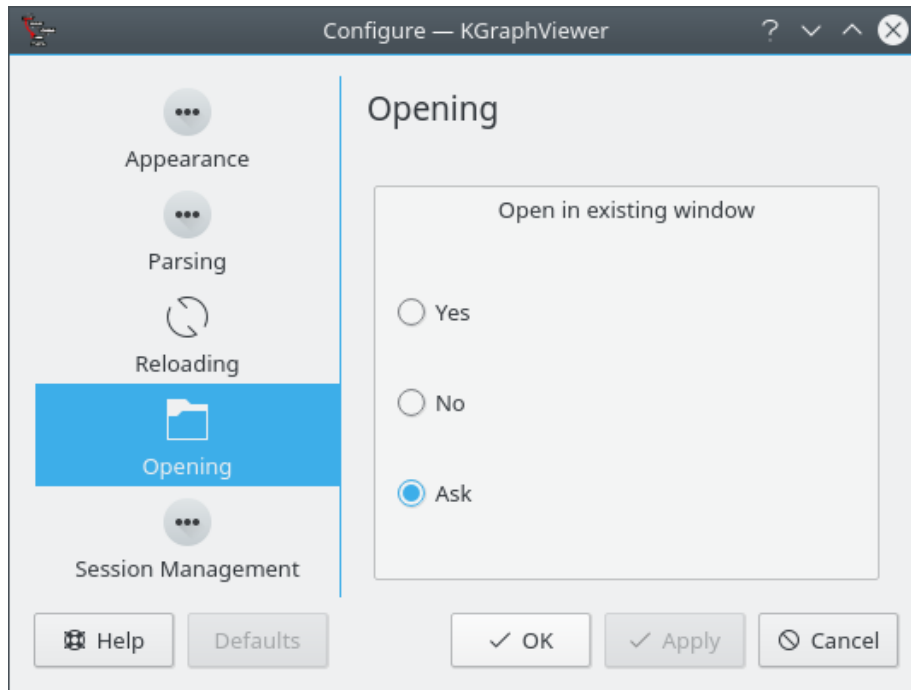 Configure — KGraphViewer
Appearance
Parsing
Reloading
Opening
Session Management
Opening
Open in existing window
Yes
No
Ask
Help
Defaults
OK
Apply
Cancel